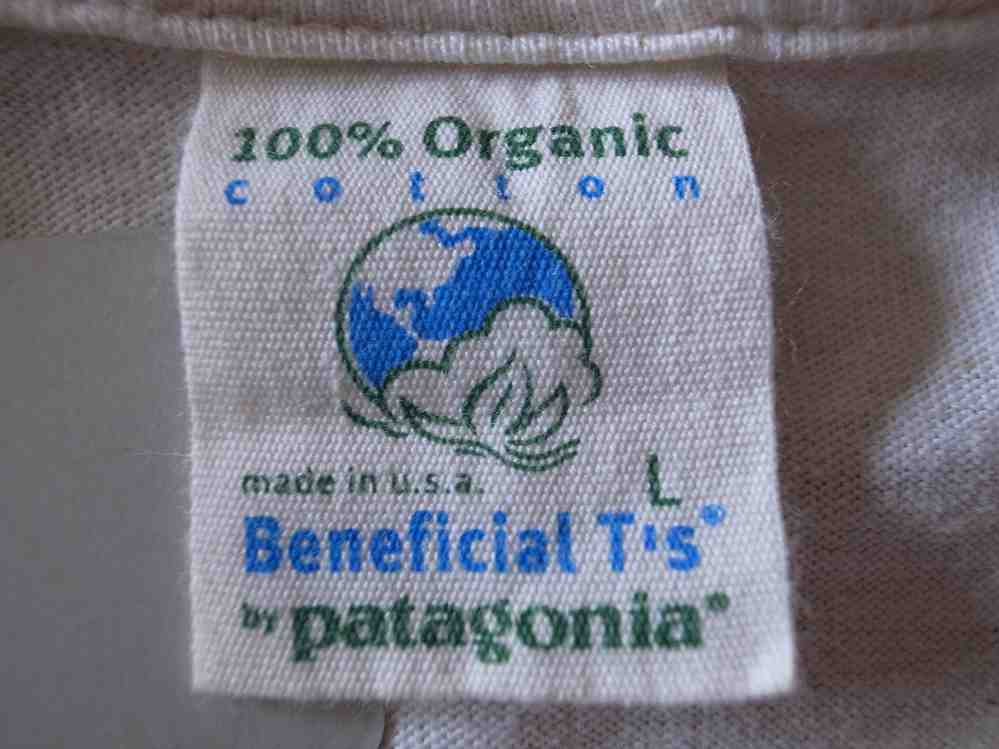 100% Organic
cotton
made in u.s.a.
L
Beneficial T's®
by patagonia®